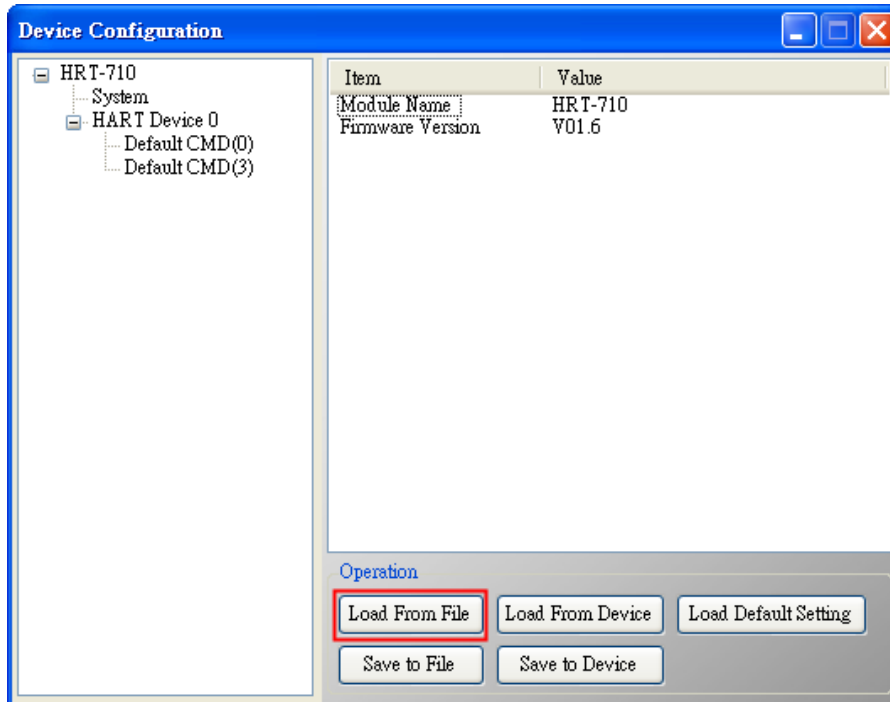 Device Configuration
HRT-710
System
HART Device 0
Default CMD(0)
Default CMD(3)
Item Value
Module Name HRT-710
Firmware Version V01.6
Operation
Load From File Load From Device Load Default Setting
Save to File Save to Device